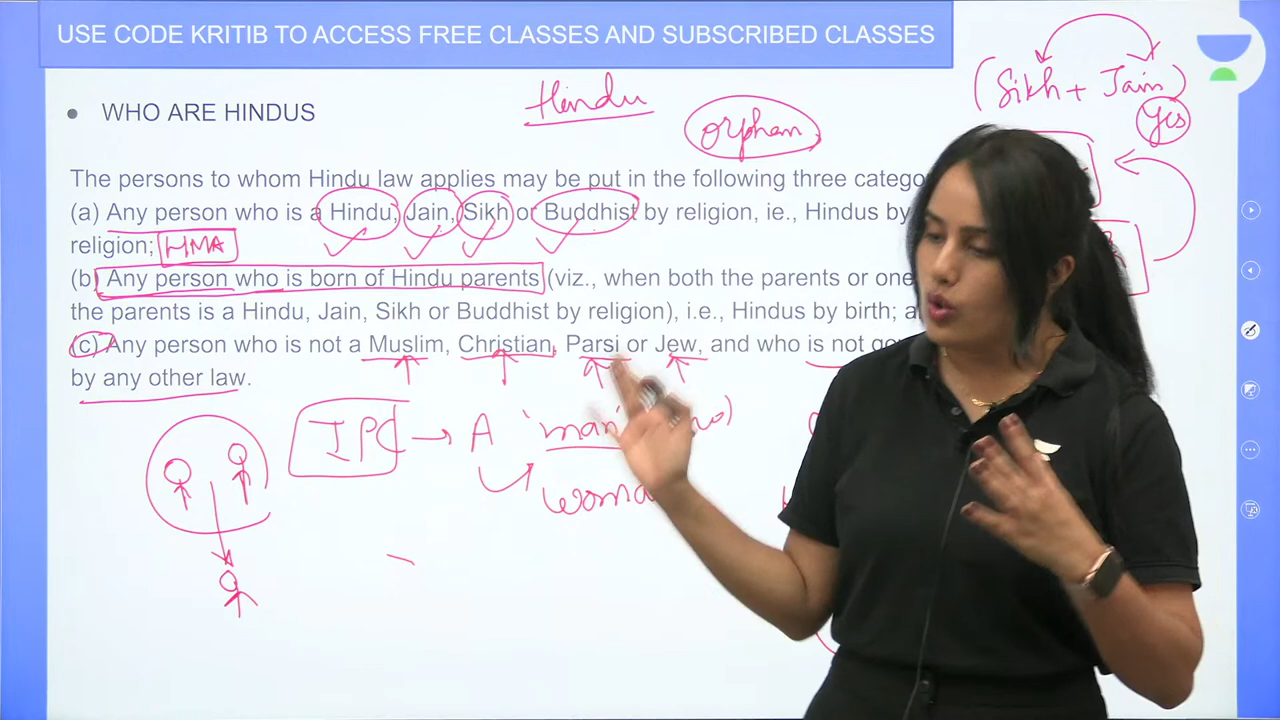 USE CODE KRITIB TO ACCESS FREE CLASSES AND SUBSCRIBED CLASSES
Hindu
(Sikh + Jain)
Yes
• WHO ARE HINDUS
orphan
The persons to whom Hindu law applies may be put in the following three catego
(a) Any person who is a Hindu, Jain, Sikh or Buddhist by religion, ie., Hindus by
religion; HMA
(b) Any person who is born of Hindu parents (viz., when both the parents or one
the parents is a Hindu, Jain, Sikh or Buddhist by religion), i.e., Hindus by birth; a
(c) Any person who is not a Muslim, Christian, Parsi or Jew, and who is not go
by any other law.
IPC → A 'man'
woma